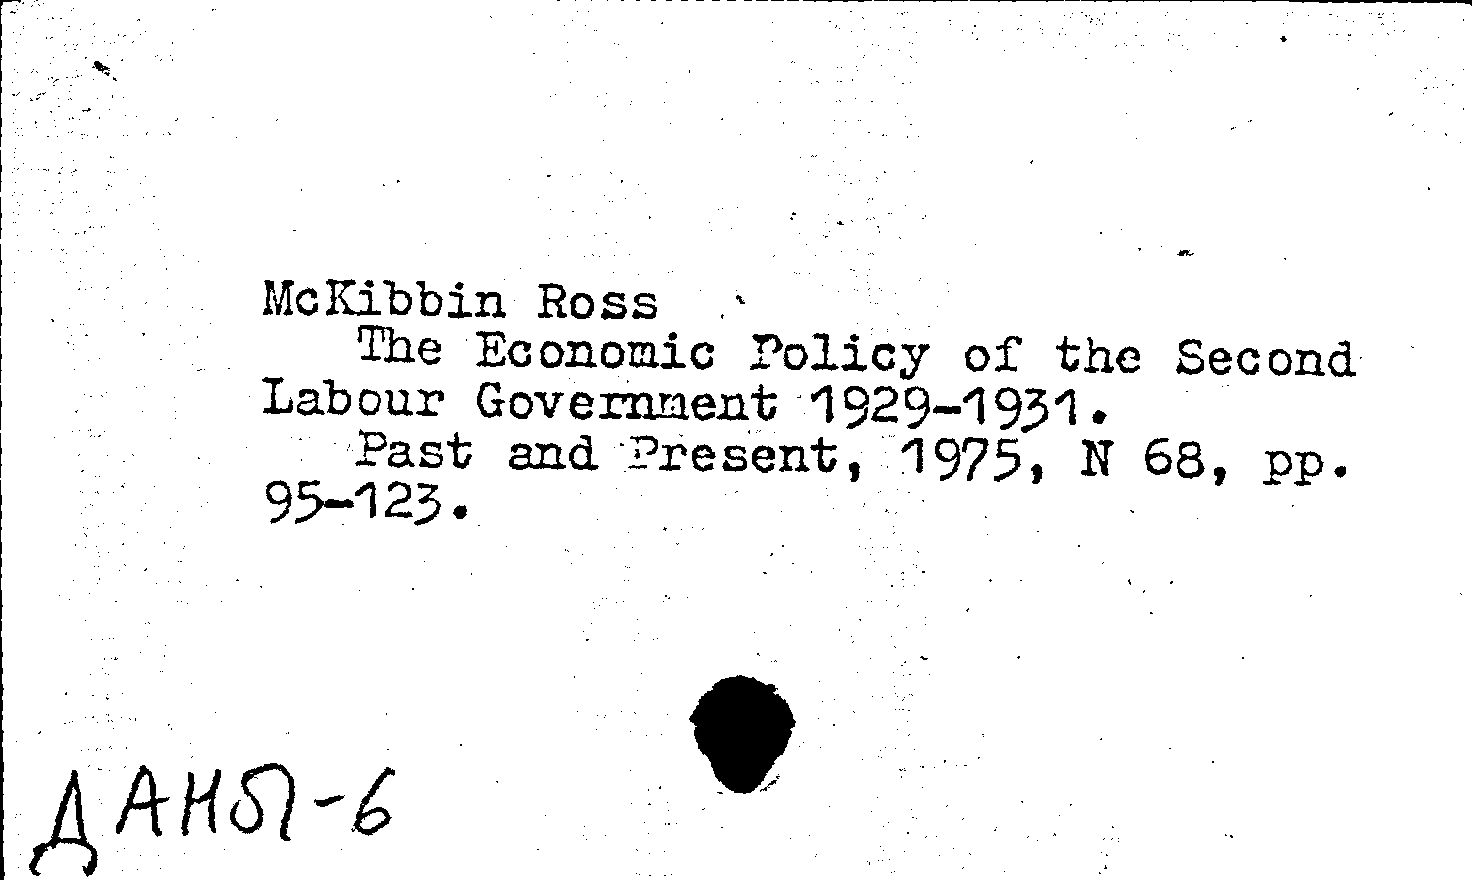 McKibbin Ross
The Economic Policy of the Second
Labour Government 1929-1931.
Past and Present, 1975, N 68, pp.
95-123.
ДАНЫ-6